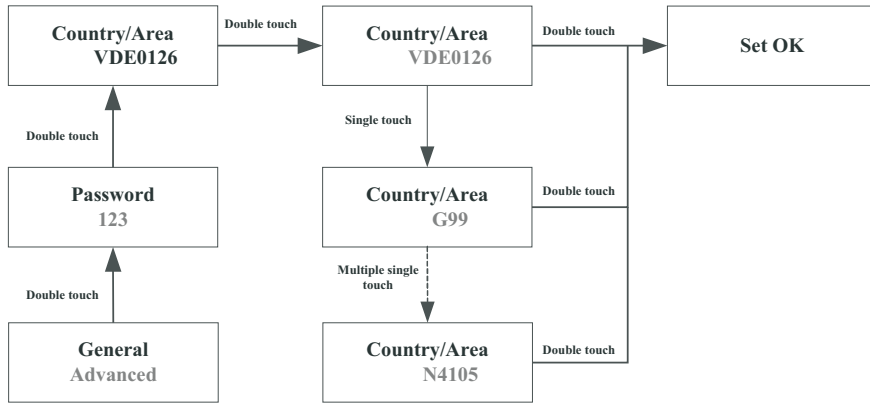 Country/Area
VDE0126
Double touch
Country/Area
VDE0126
Double touch
Set OK
Double touch
Single touch
Password
123
Country/Area
G99
Double touch
Double touch
Multiple single
touch
General
Advanced
Country/Area
N4105
Double touch